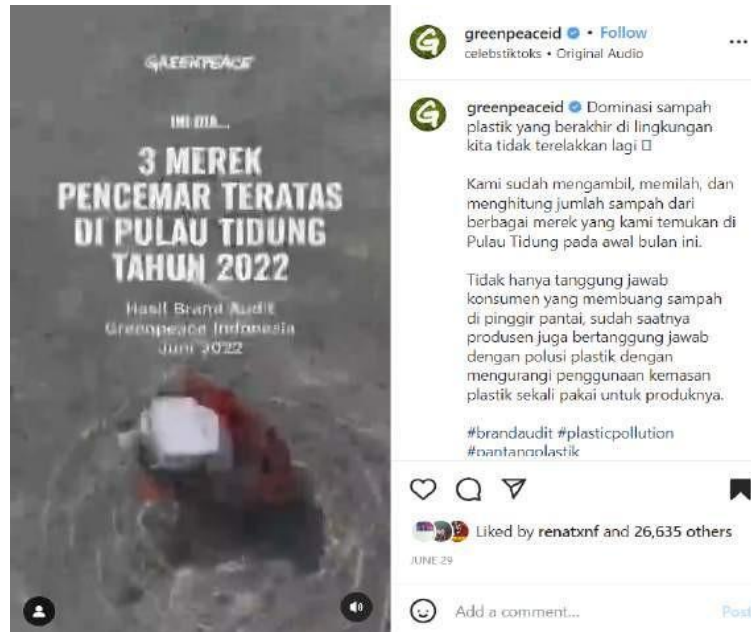 GREENPEACE
INI DIA...
3 MEREK
PENCEMAR TERATAS
DI PULAU TIDUNG
TAHUN 2022
Hasil Brand Audit
Greenpeace Indonesia
Juni 2022
greenpeaceid • Follow
celebstiktoks • Original Audio
greenpeaceid Dominasi sampah
plastik yang berakhir di lingkungan
kita tidak terelakkan lagi
Kami sudah mengambil, memilah, dan
menghitung jumlah sampah dari
berbagai merek yang kami temukan di
Pulau Tidung pada awal bulan ini.
Tidak hanya tanggung jawab
konsumen yang membuang sampah
di pinggir pantai, sudah saatnya
produsen juga bertanggung jawab
dengan polusi plastik dengan
mengurangi penggunaan kemasan
plastik sekali pakai untuk produknya.
#brandaudit #plasticpollution
#pantangplastik
Liked by renatxnf and 26,635 others
JUNE 29
Add a comment...
Post